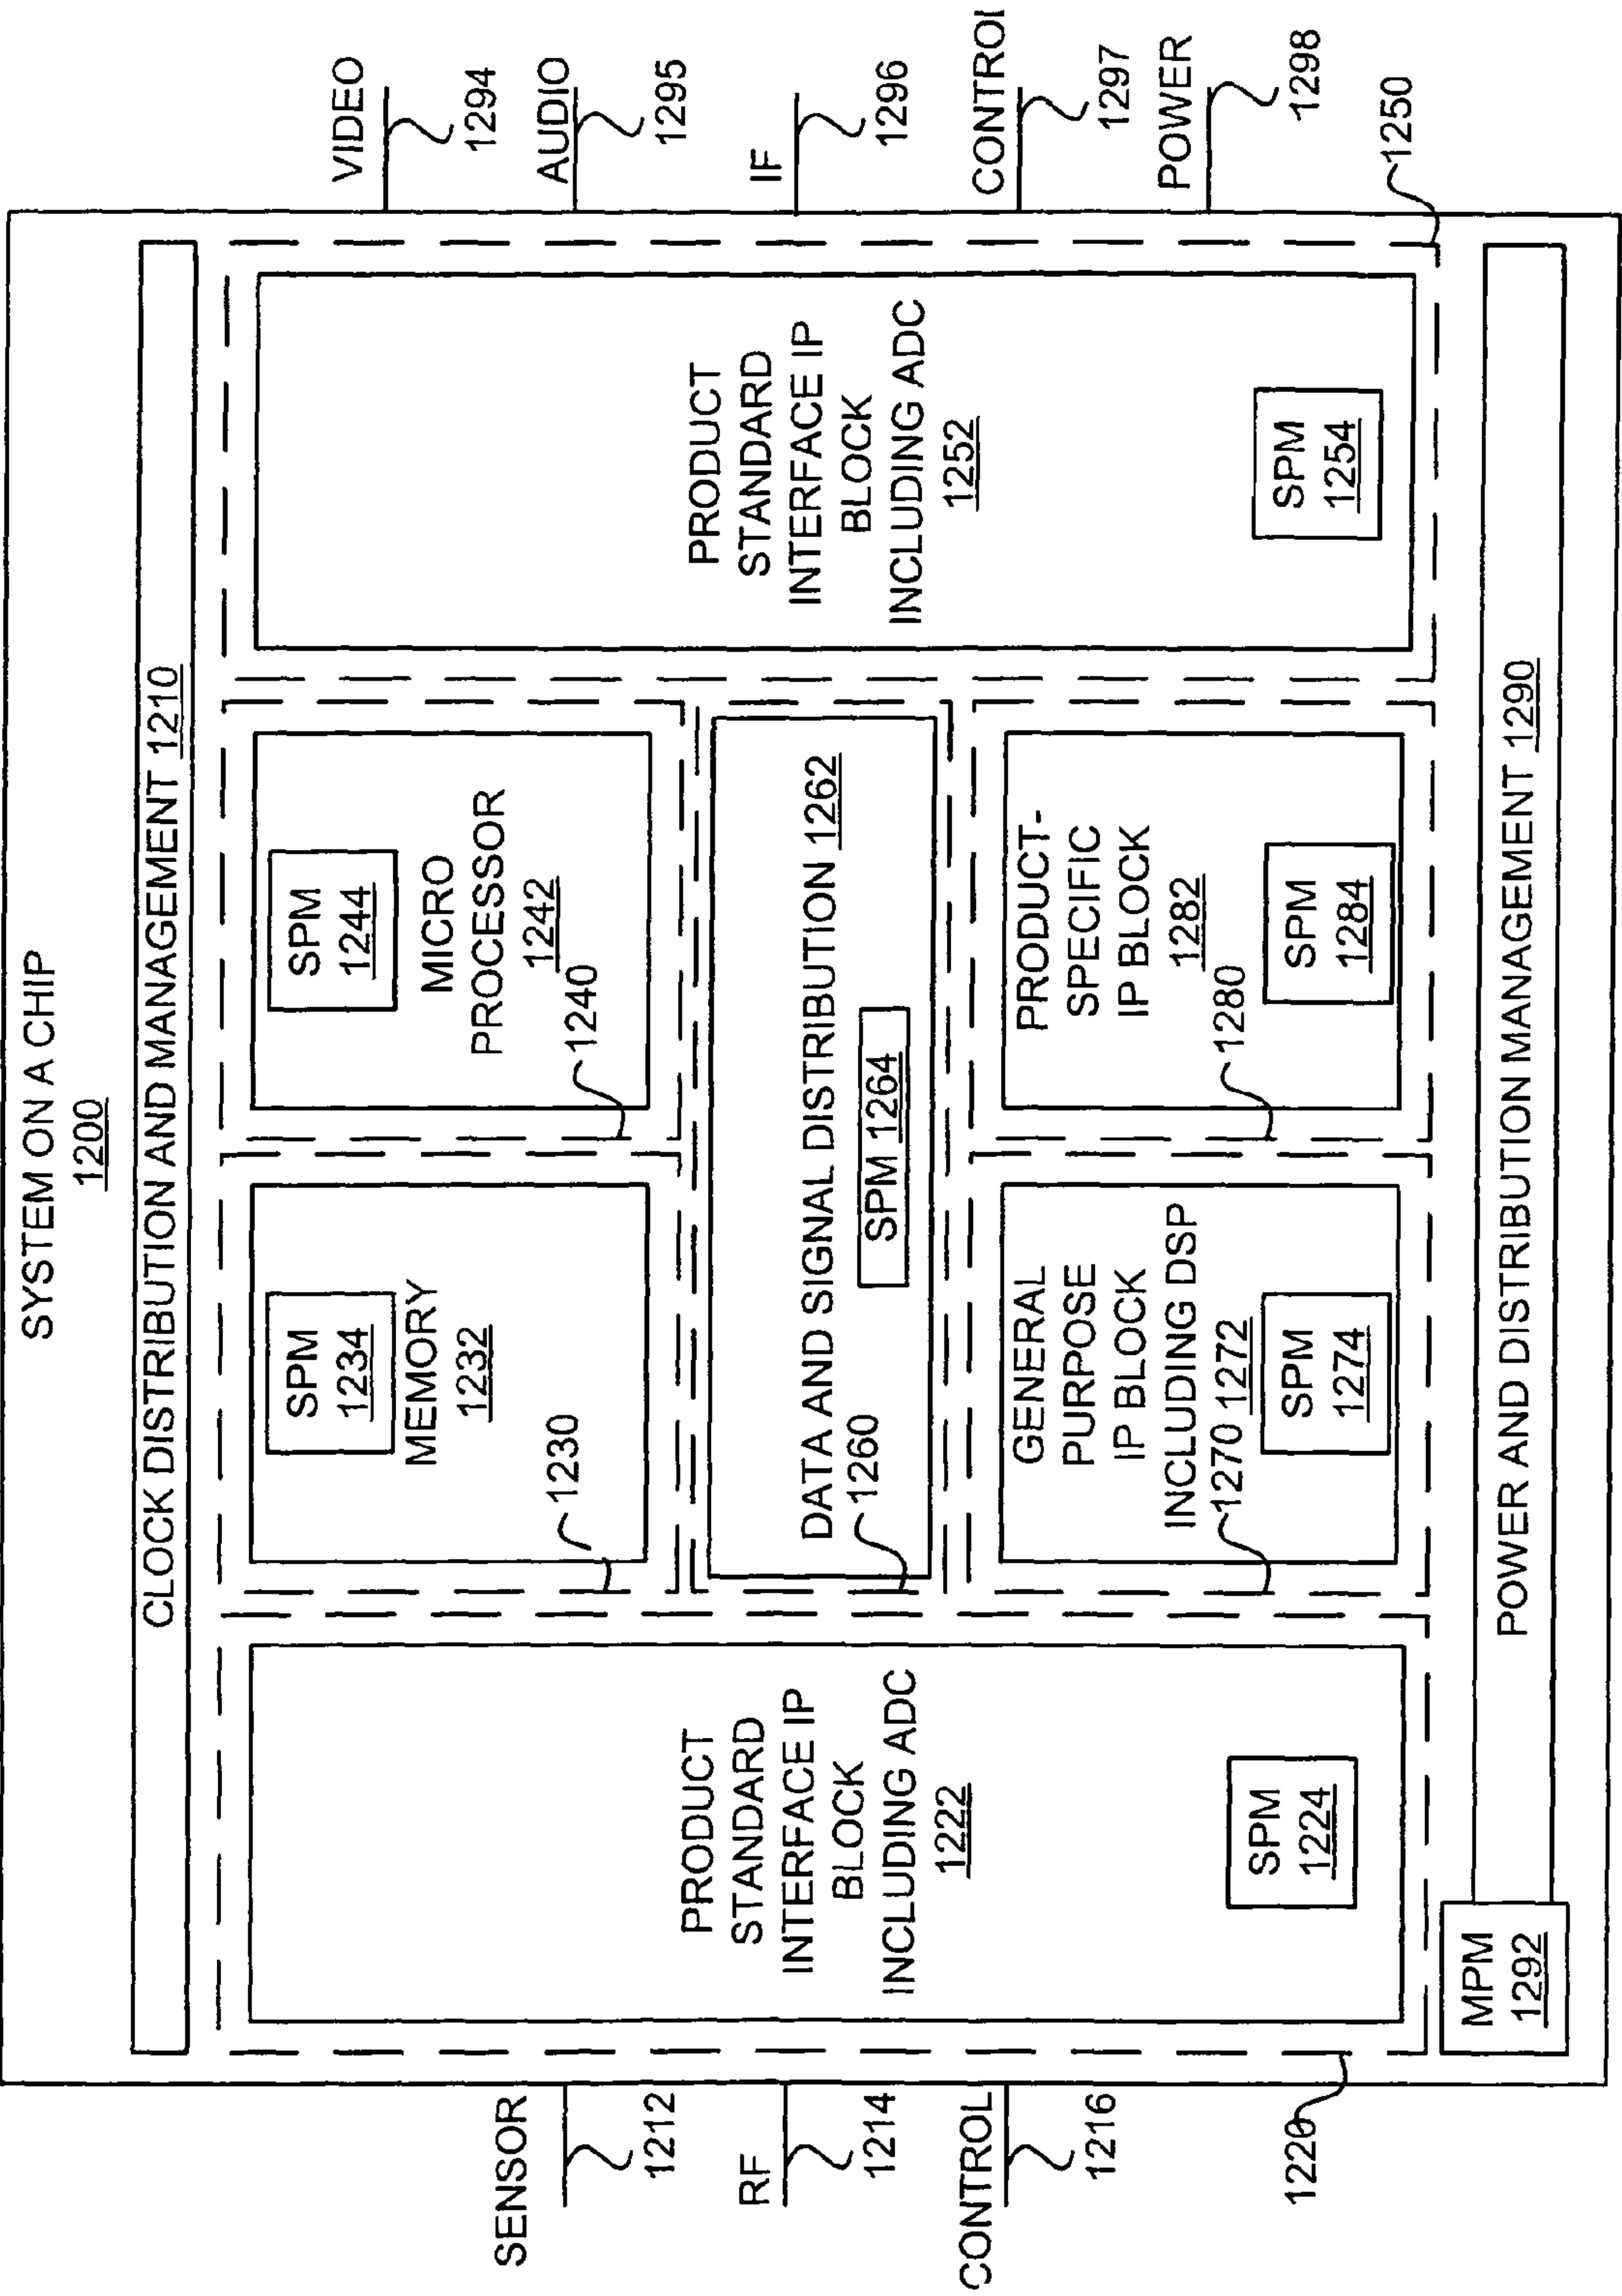 SYSTEM ON A CHIP
1200
CLOCK DISTRIBUTION AND MANAGEMENT 1210
SENSOR
1212
RF
1214
CONTROL
1216
1220
PRODUCT
STANDARD
INTERFACE IP
BLOCK
INCLUDING ADC
1222
SPM
1224
SPM
1234
MEMORY
1232
1230
SPM
1244
MICRO
PROCESSOR
1242
1240
DATA AND SIGNAL DISTRIBUTION 1262
SPM 1264
1260
GENERAL
PURPOSE
IP BLOCK
INCLUDING DSP
1270 1272
SPM
1274
PRODUCT-
SPECIFIC
IP BLOCK
1282
1280
SPM
1284
PRODUCT
STANDARD
INTERFACE IP
BLOCK
INCLUDING ADC
1252
SPM
1254
VIDEO
1294
AUDIO
1295
IF
1296
CONTROL
1297
POWER
1298
1250
MPM
1292
POWER AND DISTRIBUTION MANAGEMENT 1290